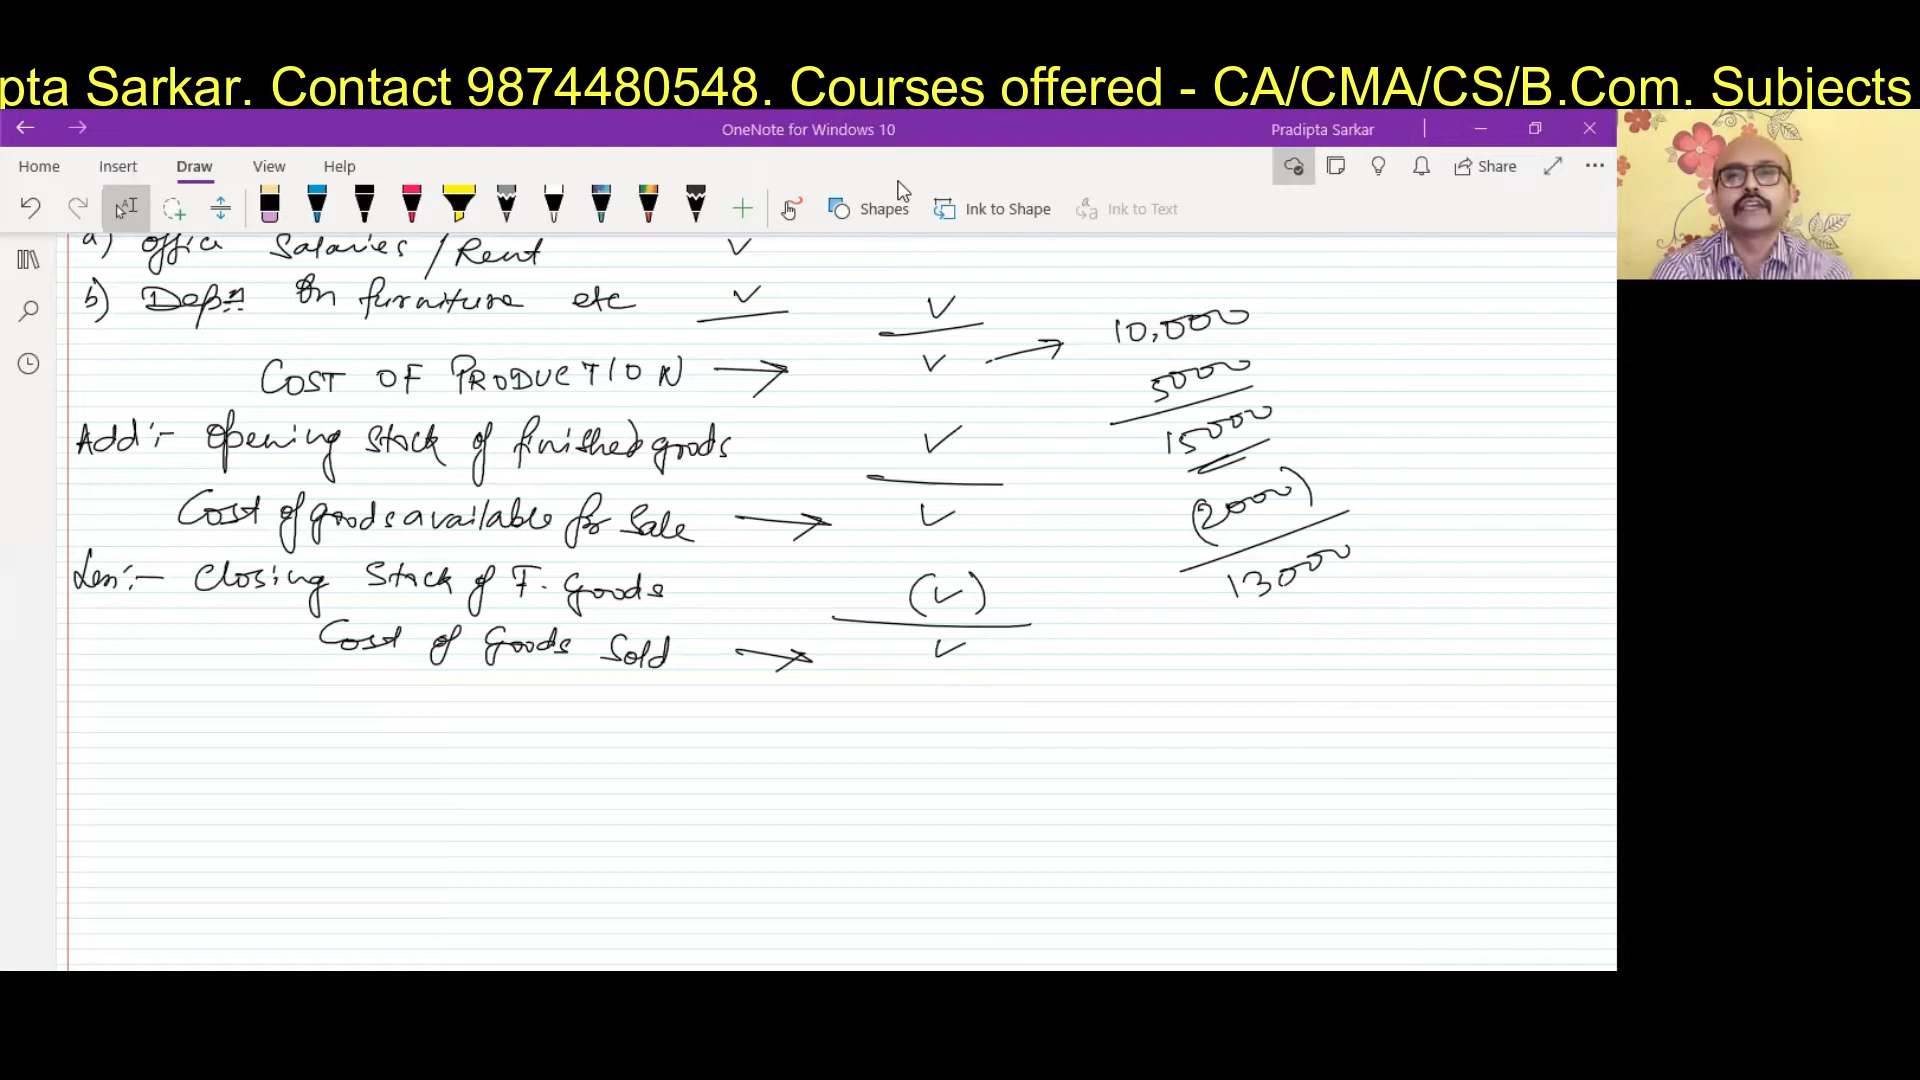 pta Sarkar. Contact 9874480548. Courses offered - CA/CMA/CS/B.Com. Subjects
OneNote for Windows 10
Pradipta Sarkar
Home Insert Draw View Help
Share
Shapes Ink to Shape Ink to Text
a) office Salaries / Rent
b) Depn on furniture etc
10,000
COST OF PRODUCTION
5000
Add :- Opening Stock of finished goods
15000
Cost of goods available for Sale
(2000)
Less :- Closing Stock of F. Goods
13000
Cost of Goods Sold